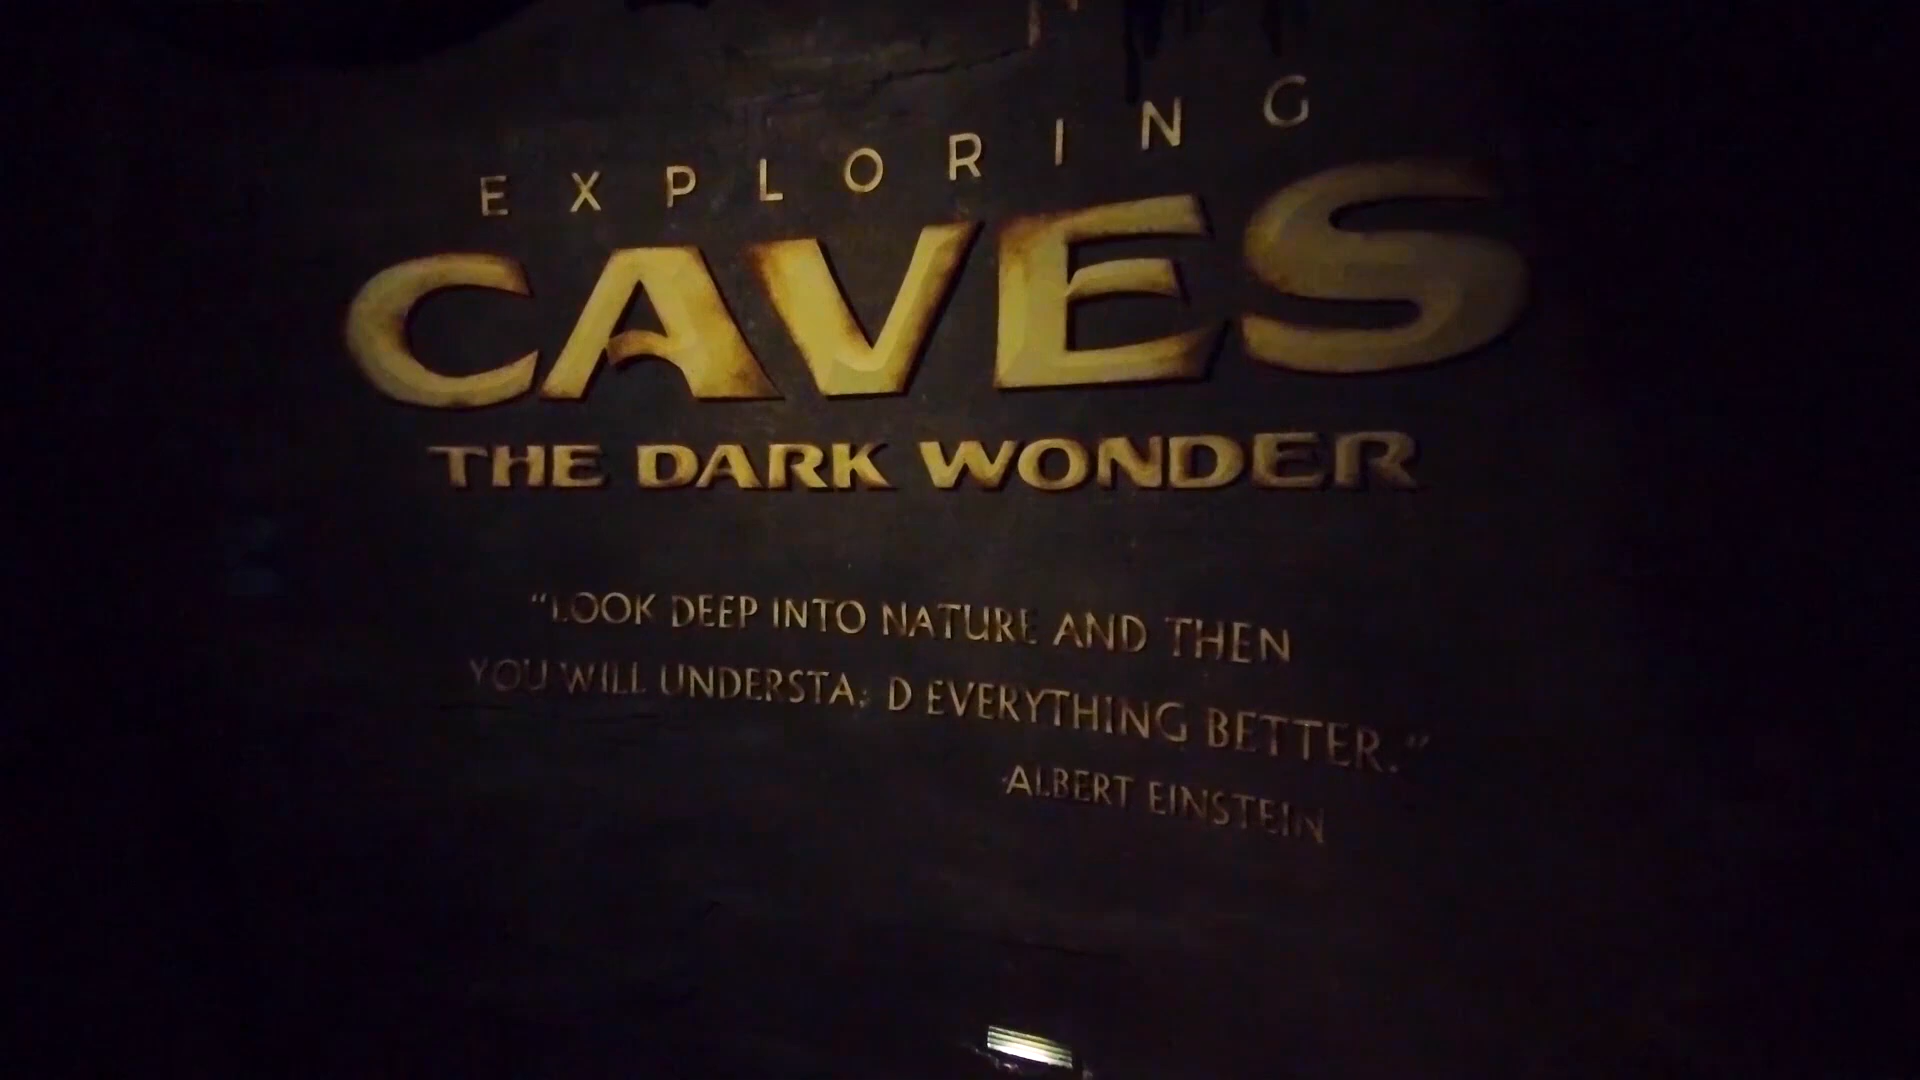 EXPLORING
CAVES
THE DARK WONDER
“LOOK DEEP INTO NATURE AND THEN
YOU WILL UNDERSTA: D EVERYTHING BETTER.”
-ALBERT EINSTEIN